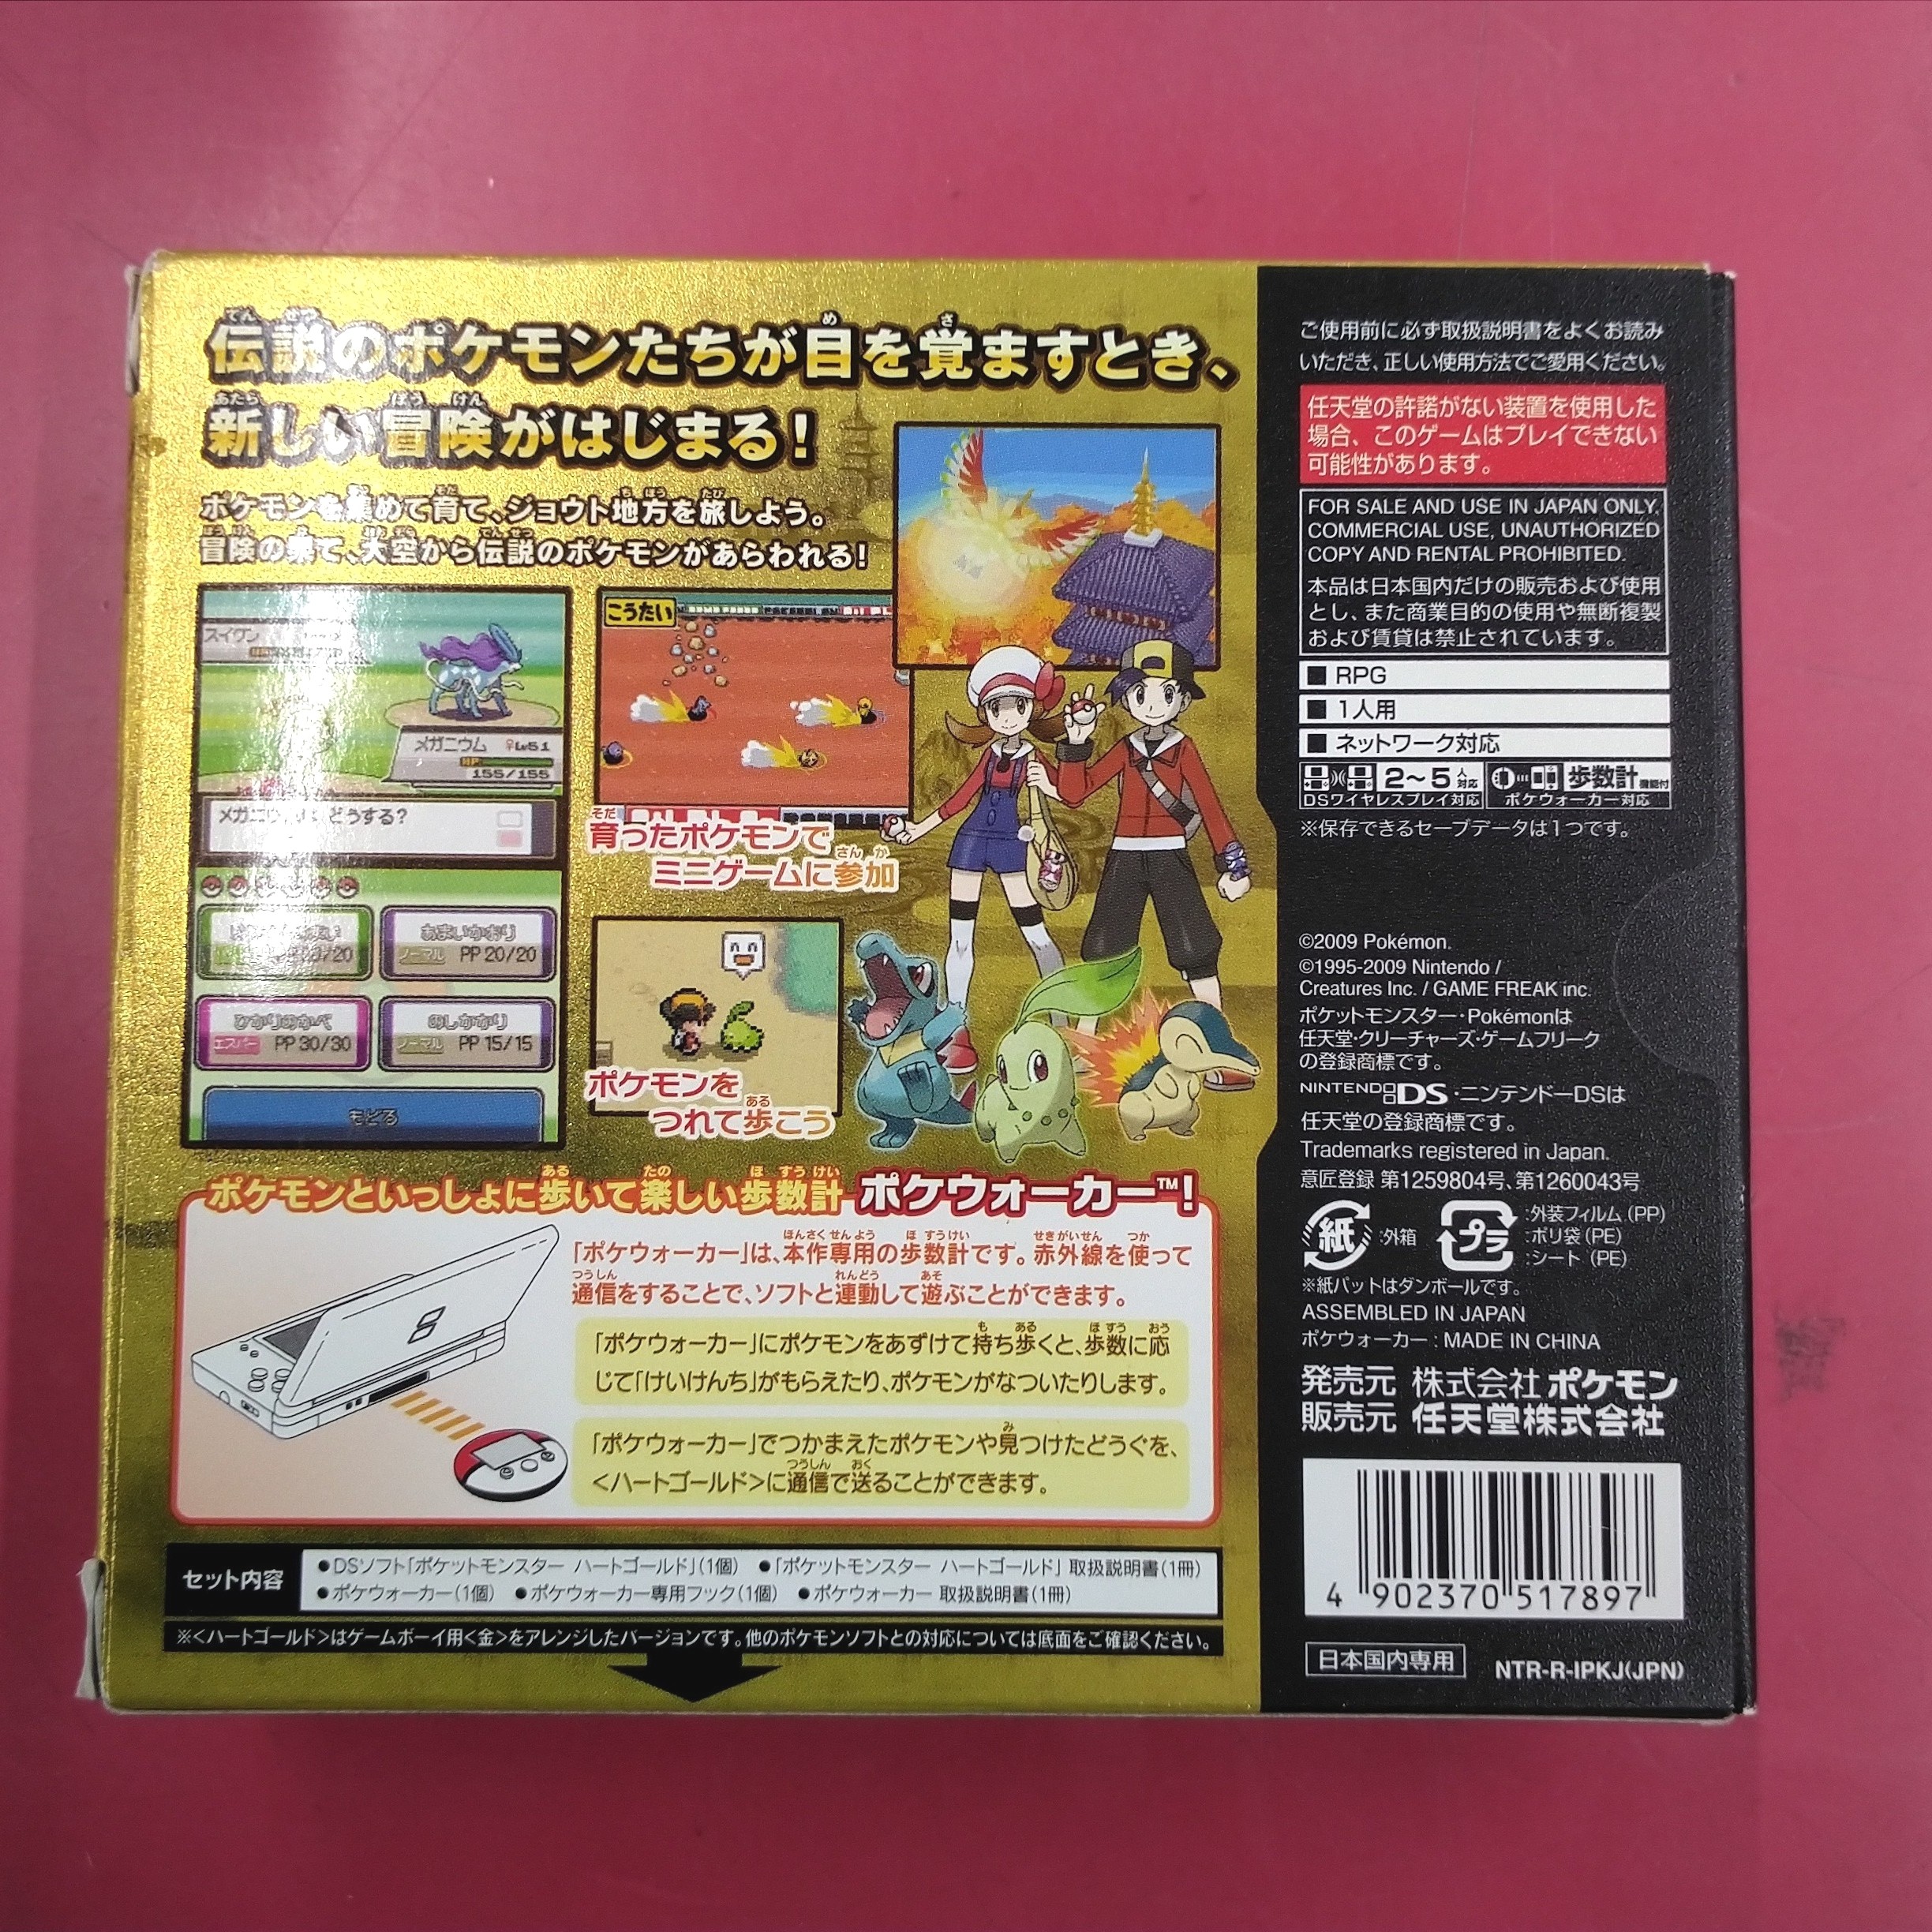 伝説のポケモンたちが目を覚ますとき、
新しい冒険がはじまる!
ポケモンを集めて育て、ジョウト地方を旅しよう。
冒険の果て、大空から伝説のポケモンがあらわれる!
スイクン
メガニウム ♀Lv51
HP
155/155
どうする?
PP 20/20
あまいかおり
ノーマル PP 20/20
ひかりのかべ
エスパー PP 30/30
のしかかり
ノーマル PP 15/15
もどる
こうたい
育ったポケモンで
ミニゲームに参加
ポケモンを
つれて歩こう
ポケモンといっしょに歩いて楽しい歩数計 ポケウォーカー™!
「ポケウォーカー」は、本作専用の歩数計です。赤外線を使って
通信をすることで、ソフトと連動して遊ぶことができます。
「ポケウォーカー」にポケモンをあずけて持ち歩くと、歩数に応
じて「けいけんち」がもらえたり、ポケモンがなついたりします。
「ポケウォーカー」でつかまえたポケモンや見つけたどうぐを、
<ハートゴールド>に通信で送ることができます。
セット内容
●DSソフト「ポケットモンスター ハートゴールド」(1個) ●「ポケットモンスター ハートゴールド」 取扱説明書(1冊)
●ポケウォーカー(1個) ●ポケウォーカー専用フック(1個) ●ポケウォーカー 取扱説明書(1冊)
※<ハートゴールド>はゲームボーイ用<金>をアレンジしたバージョンです。他のポケモンソフトとの対応については底面をご確認ください。
ご使用前に必ず取扱説明書をよくお読み
いただき、正しい使用方法でご愛用ください。
任天堂の許諾がない装置を使用した
場合、このゲームはプレイできない
可能性があります。
FOR SALE AND USE IN JAPAN ONLY,
COMMERCIAL USE, UNAUTHORIZED
COPY AND RENTAL PROHIBITED.
本品は日本国内だけの販売および使用
とし、また商業目的の使用や無断複製
および賃貸は禁止されています。
■ RPG
■ 1人用
■ ネットワーク対応
2〜5人対応
DSワイヤレスプレイ対応
歩数計機能付
ポケウォーカー対応
※保存できるセーブデータは1つです。
©2009 Pokémon.
©1995-2009 Nintendo /
Creatures Inc. / GAME FREAK inc.
ポケットモンスター・Pokémonは
任天堂・クリーチャーズ・ゲームフリーク
の登録商標です。
NINTENDO DS・ニンテンドーDSは
任天堂の登録商標です。
Trademarks registered in Japan.
意匠登録 第1259804号、第1260043号
紙 :外箱
プラ :外装フィルム (PP)
:ポリ袋 (PE)
:シート (PE)
※紙パットはダンボールです。
ASSEMBLED IN JAPAN
ポケウォーカー : MADE IN CHINA
発売元 株式会社ポケモン
販売元 任天堂株式会社
4 902370 517897
日本国内専用
NTR-R-IPKJ(JPN)